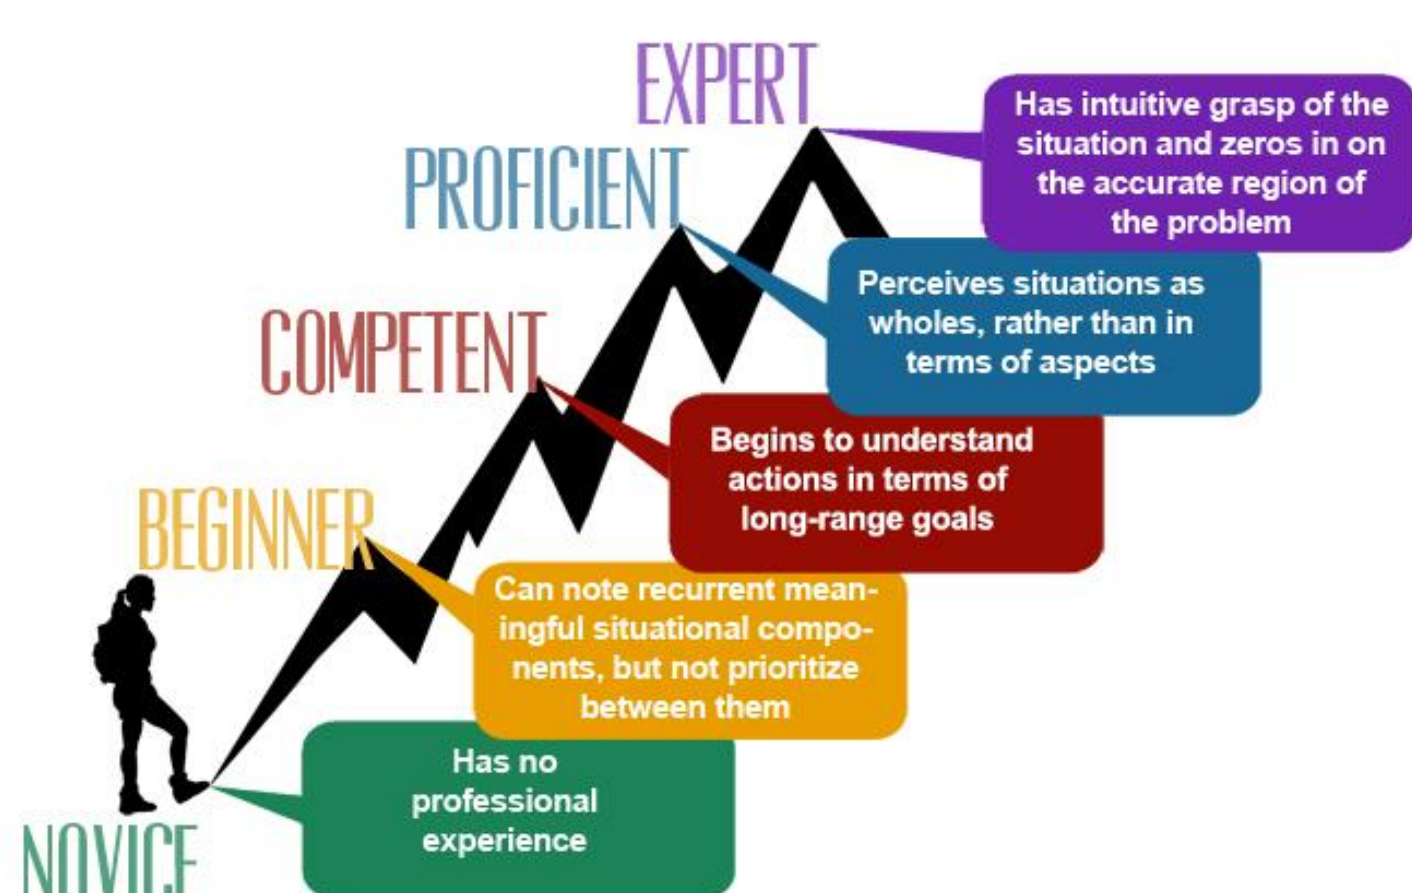 EXPERT
Has intuitive grasp of the
situation and zeros in on
the accurate region of
the problem
PROFICIENT
Perceives situations as
wholes, rather than in
terms of aspects
COMPETENT
Begins to understand
actions in terms of
long-range goals
BEGINNER
Can note recurrent mean-
ingful situational compo-
nents, but not prioritize
between them
NOVICE
Has no
professional
experience